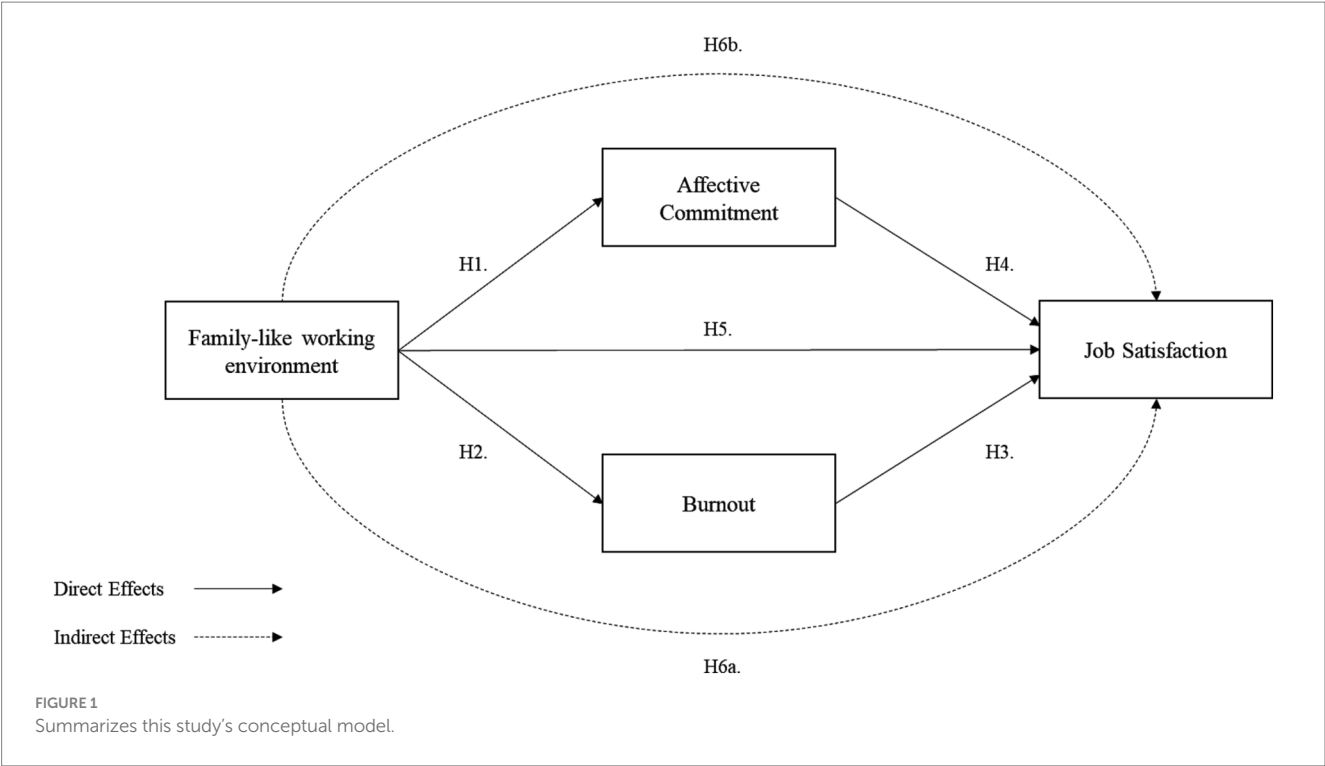 H6b.
Affective
Commitment
H1.
H4.
Family-like working
environment
H5.
Job Satisfaction
H2.
H3.
Burnout
Direct Effects
Indirect Effects
H6a.
FIGURE 1
Summarizes this study's conceptual model.